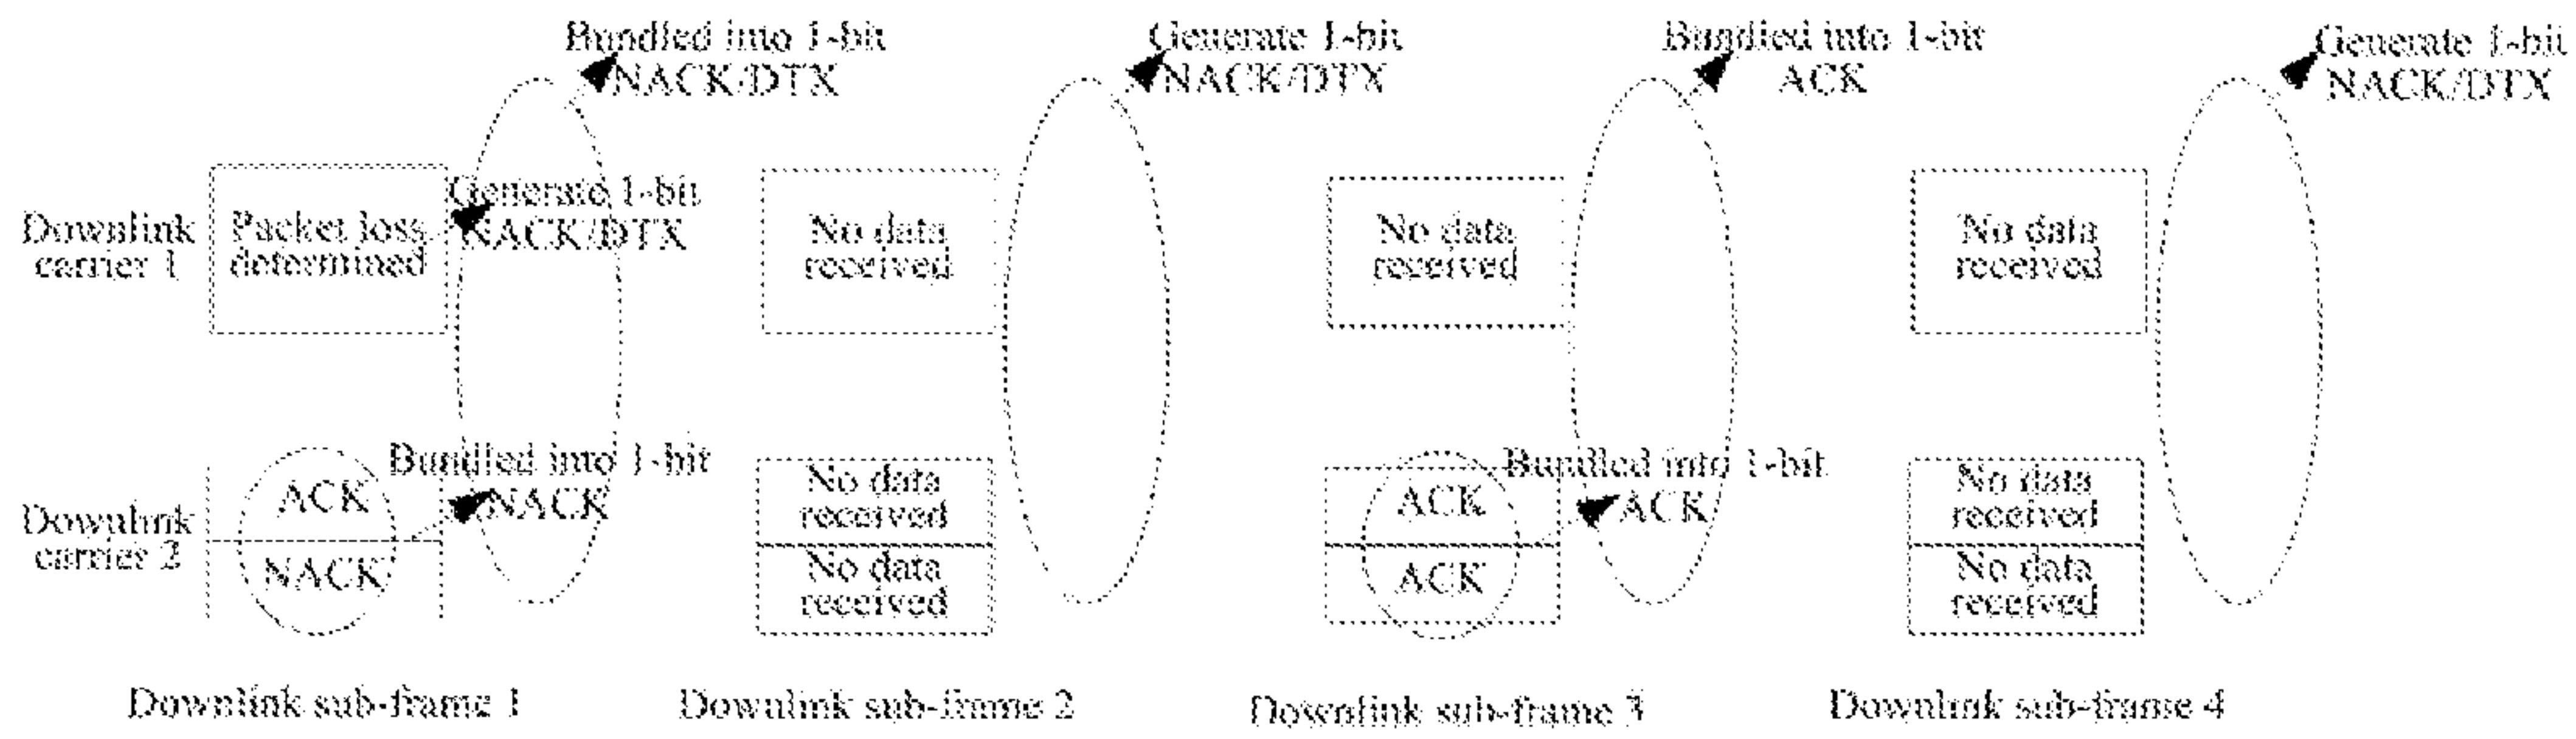 Bundled into 1-bit
NACK/DTX
Generate 1-bit
NACK/DTX
Bundled into 1-bit
ACK
Generate 1-bit
NACK/DTX
Downlink
carrier 1
Packet loss
determined
Generate 1-bit
NACK/DTX
No data
received
No data
received
No data
received
Downlink
carrier 2
ACK
NACK
Bundled into 1-bit
NACK
No data
received
No data
received
ACK
ACK
Bundled into 1-bit
ACK
No data
received
No data
received
Downlink sub-frame 1
Downlink sub-frame 2
Downlink sub-frame 3
Downlink sub-frame 4